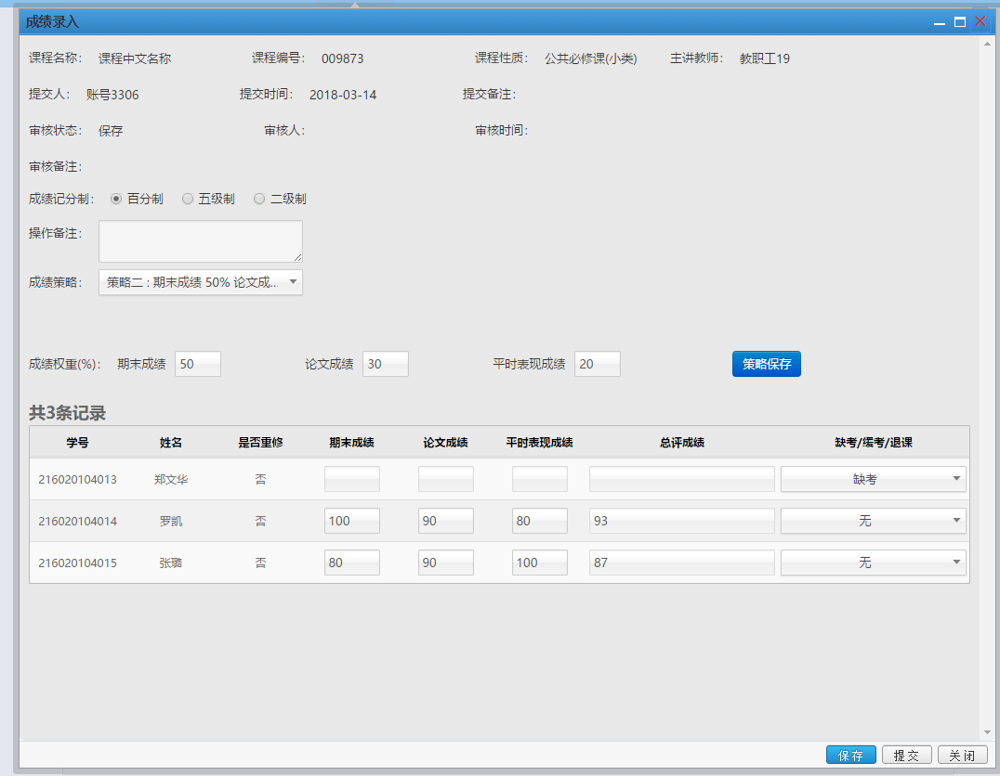 成绩录入
课程名称： 课程中文名称 课程编号： 009873 课程性质： 公共必修课(小类) 主讲教师： 教职工19
提交人： 账号3306 提交时间： 2018-03-14 提交备注：
审核状态： 保存 审核人： 审核时间：
审核备注：
成绩记分制： 百分制 五级制 二级制
操作备注：
成绩策略： 策略二 : 期末成绩 50% 论文成...
成绩权重(%)： 期末成绩 50 论文成绩 30 平时表现成绩 20 策略保存
共3条记录
学号 姓名 是否重修 期末成绩 论文成绩 平时表现成绩 总评成绩 缺考/缓考/退课
216020104013 郑文华 否 缺考
216020104014 罗凯 否 100 90 80 93 无
216020104015 张璐 否 80 90 100 87 无
保存 提交 关闭